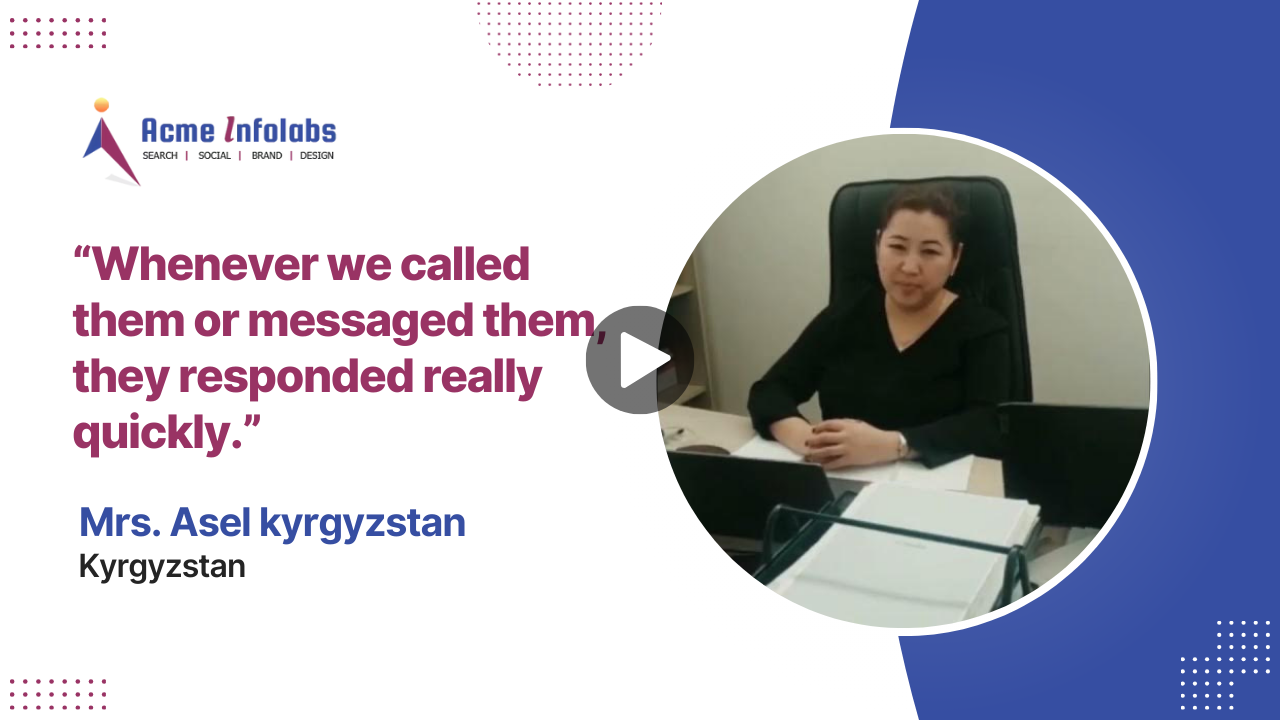 Acme Infolabs
SEARCH | SOCIAL | BRAND | DESIGN
“Whenever we called
them or messaged them,
they responded really
quickly.”
Mrs. Asel kyrgyzstan
Kyrgyzstan